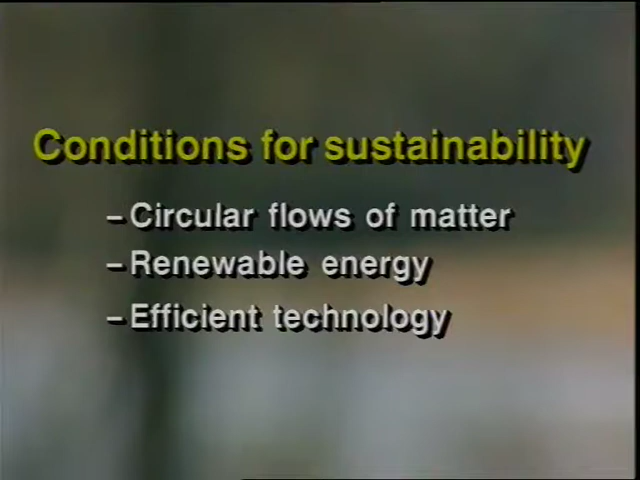 Conditions for sustainability
– Circular flows of matter
– Renewable energy
– Efficient technology